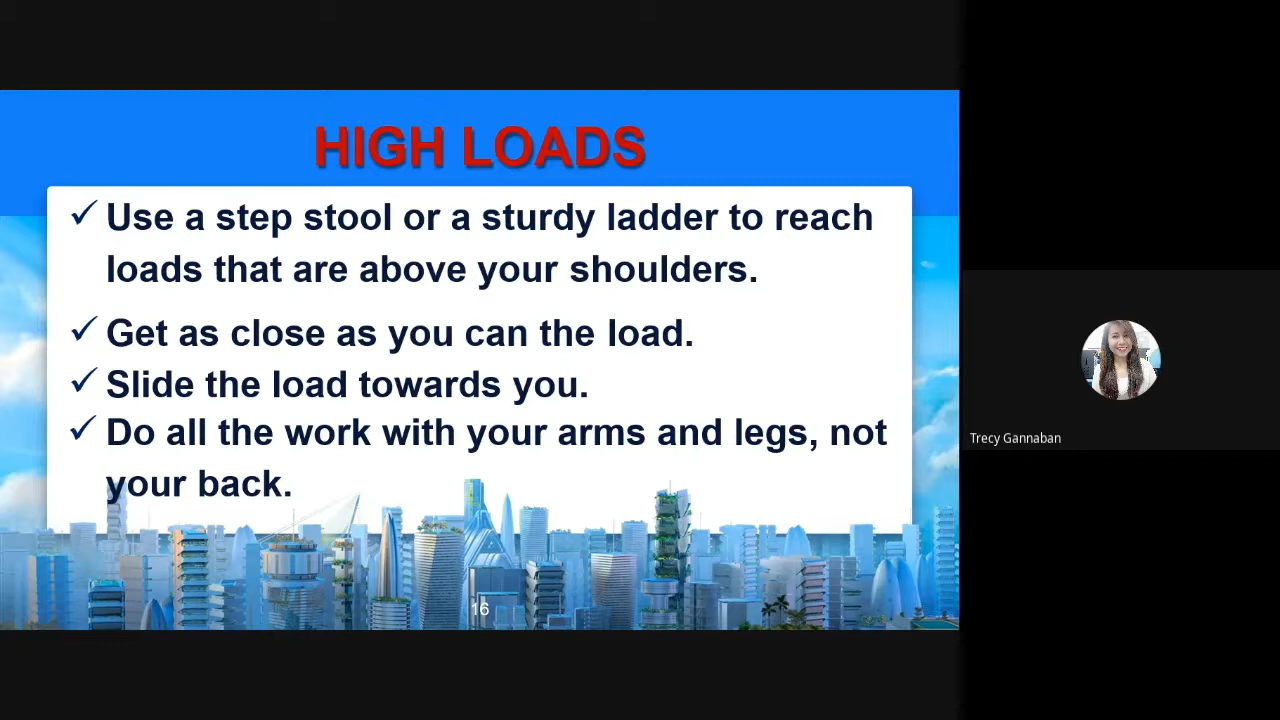 HIGH LOADS
✓ Use a step stool or a sturdy ladder to reach
loads that are above your shoulders.
✓ Get as close as you can the load.
✓ Slide the load towards you.
✓ Do all the work with your arms and legs, not
your back.
16
Trecy Gannaban